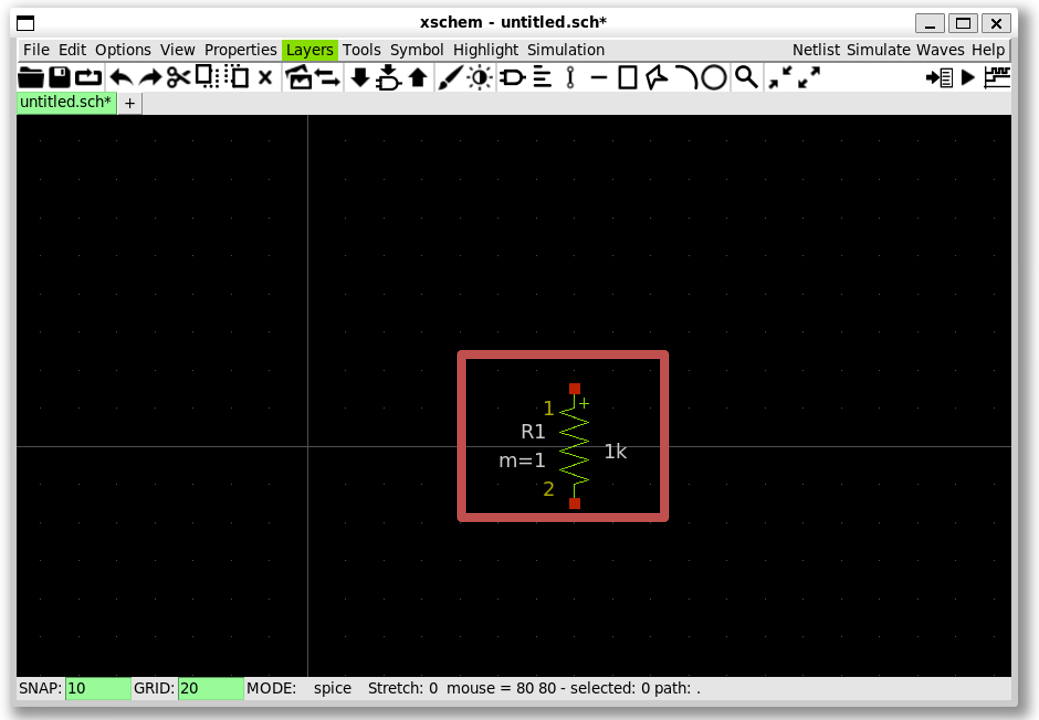 xschem - untitled.sch*
File Edit Options View Properties Layers Tools Symbol Highlight Simulation Netlist Simulate Waves Help
untitled.sch* +
1 +
R1
1k
m=1
2
SNAP: 10 GRID: 20 MODE: spice Stretch: 0 mouse = 80 80 - selected: 0 path: .